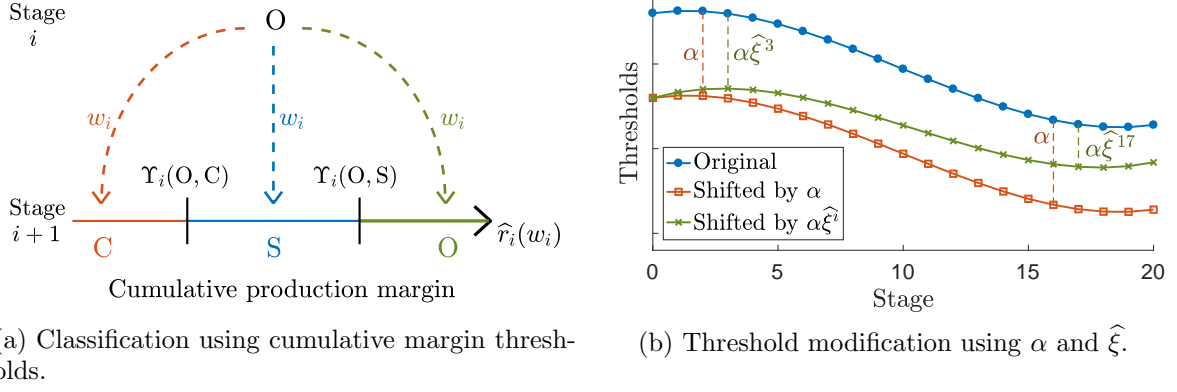 Stage
i
O
w_i
w_i
w_i
Υ_i(O, C)
Υ_i(O, S)
Stage
i + 1
C
S
O
r̂_i(w_i)
Cumulative production margin
(a) Classification using cumulative margin thresh-
olds.
Thresholds
α
αξ̂^3
α
αξ̂^17
Original
Shifted by α
Shifted by αξ̂^i
0
5
10
15
20
Stage
(b) Threshold modification using α and ξ̂.